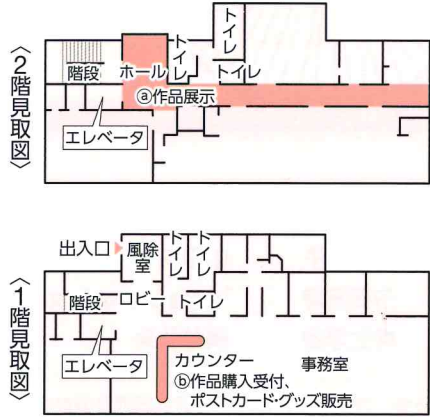 〈2階見取図〉
トイレ
トイレ
階段
ホール
トイレ
ⓐ作品展示
エレベータ
〈1階見取図〉
出入口
風除室
トイレ
トイレ
階段
ロビー
トイレ
エレベータ
カウンター
事務室
ⓑ作品購入受付、
ポストカード・グッズ販売